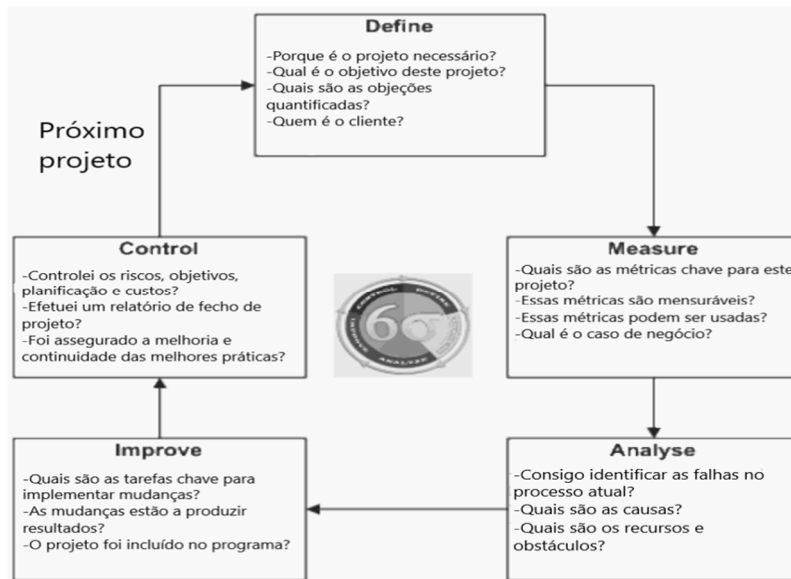 Define
-Porque é o projeto necessário?
-Qual é o objetivo deste projeto?
-Quais são as objeções
quantificadas?
-Quem é o cliente?
Próximo
projeto
Control
-Controlei os riscos, objetivos,
planificação e custos?
-Efetuei um relatório de fecho de
projeto?
-Foi assegurado a melhoria e
continuidade das melhores práticas?
Measure
-Quais são as métricas chave para este
projeto?
-Essas métricas são mensuráveis?
-Essas métricas podem ser usadas?
-Qual é o caso de negócio?
CONTROL
DEFINE
IMPROVE
ANALYZE
6σ
Improve
-Quais são as tarefas chave para
implementar mudanças?
-As mudanças estão a produzir
resultados?
-O projeto foi incluído no programa?
Analyse
-Consigo identificar as falhas no
processo atual?
-Quais são as causas?
-Quais são os recursos e
obstáculos?